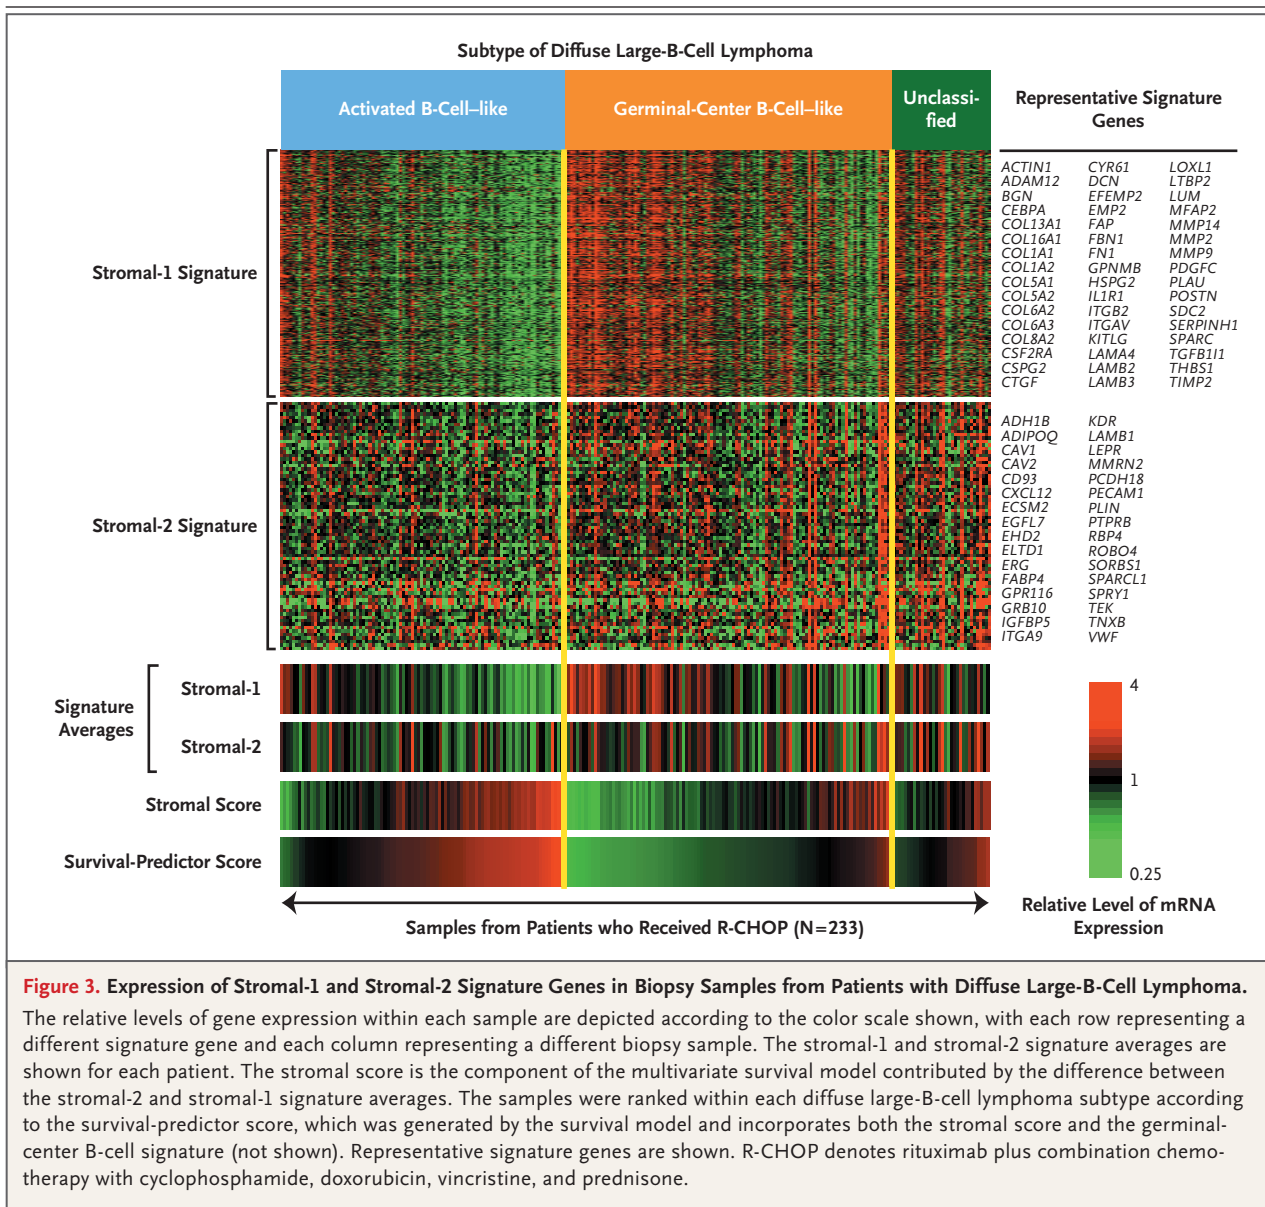 Subtype of Diffuse Large-B-Cell Lymphoma
Activated B-Cell–like
Germinal-Center B-Cell–like
Unclassi-
fied
Representative Signature
Genes
Stromal-1 Signature
ACTIN1 CYR61 LOXL1
ADAM12 DCN LTBP2
BGN EFEMP2 LUM
CEBPA EMP2 MFAP2
COL13A1 FAP MMP14
COL16A1 FBN1 MMP2
COL1A1 FN1 MMP9
COL1A2 GPNMB PDGFC
COL5A1 HSPG2 PLAU
COL5A2 IL1R1 POSTN
COL6A2 ITGB2 SDC2
COL6A3 ITGAV SERPINH1
COL8A2 KITLG SPARC
CSF2RA LAMA4 TGFB1I1
CSPG2 LAMB2 THBS1
CTGF LAMB3 TIMP2
Stromal-2 Signature
ADH1B KDR
ADIPOQ LAMB1
CAV1 LEPR
CAV2 MMRN2
CD93 PCDH18
CXCL12 PECAM1
ECSM2 PLIN
EGFL7 PTPRB
EHD2 RBP4
ELTD1 ROBO4
ERG SORBS1
FABP4 SPARCL1
GPR116 SPRY1
GRB10 TEK
IGFBP5 TNXB
ITGA9 VWF
Signature
Averages
Stromal-1
Stromal-2
Stromal Score
Survival-Predictor Score
4
1
0.25
Relative Level of mRNA
Expression
Samples from Patients who Received R-CHOP (N=233)
Figure 3. Expression of Stromal-1 and Stromal-2 Signature Genes in Biopsy Samples from Patients with Diffuse Large-B-Cell Lymphoma.
The relative levels of gene expression within each sample are depicted according to the color scale shown, with each row representing a
different signature gene and each column representing a different biopsy sample. The stromal-1 and stromal-2 signature averages are
shown for each patient. The stromal score is the component of the multivariate survival model contributed by the difference between
the stromal-2 and stromal-1 signature averages. The samples were ranked within each diffuse large-B-cell lymphoma subtype according
to the survival-predictor score, which was generated by the survival model and incorporates both the stromal score and the germinal-
center B-cell signature (not shown). Representative signature genes are shown. R-CHOP denotes rituximab plus combination chemo-
therapy with cyclophosphamide, doxorubicin, vincristine, and prednisone.